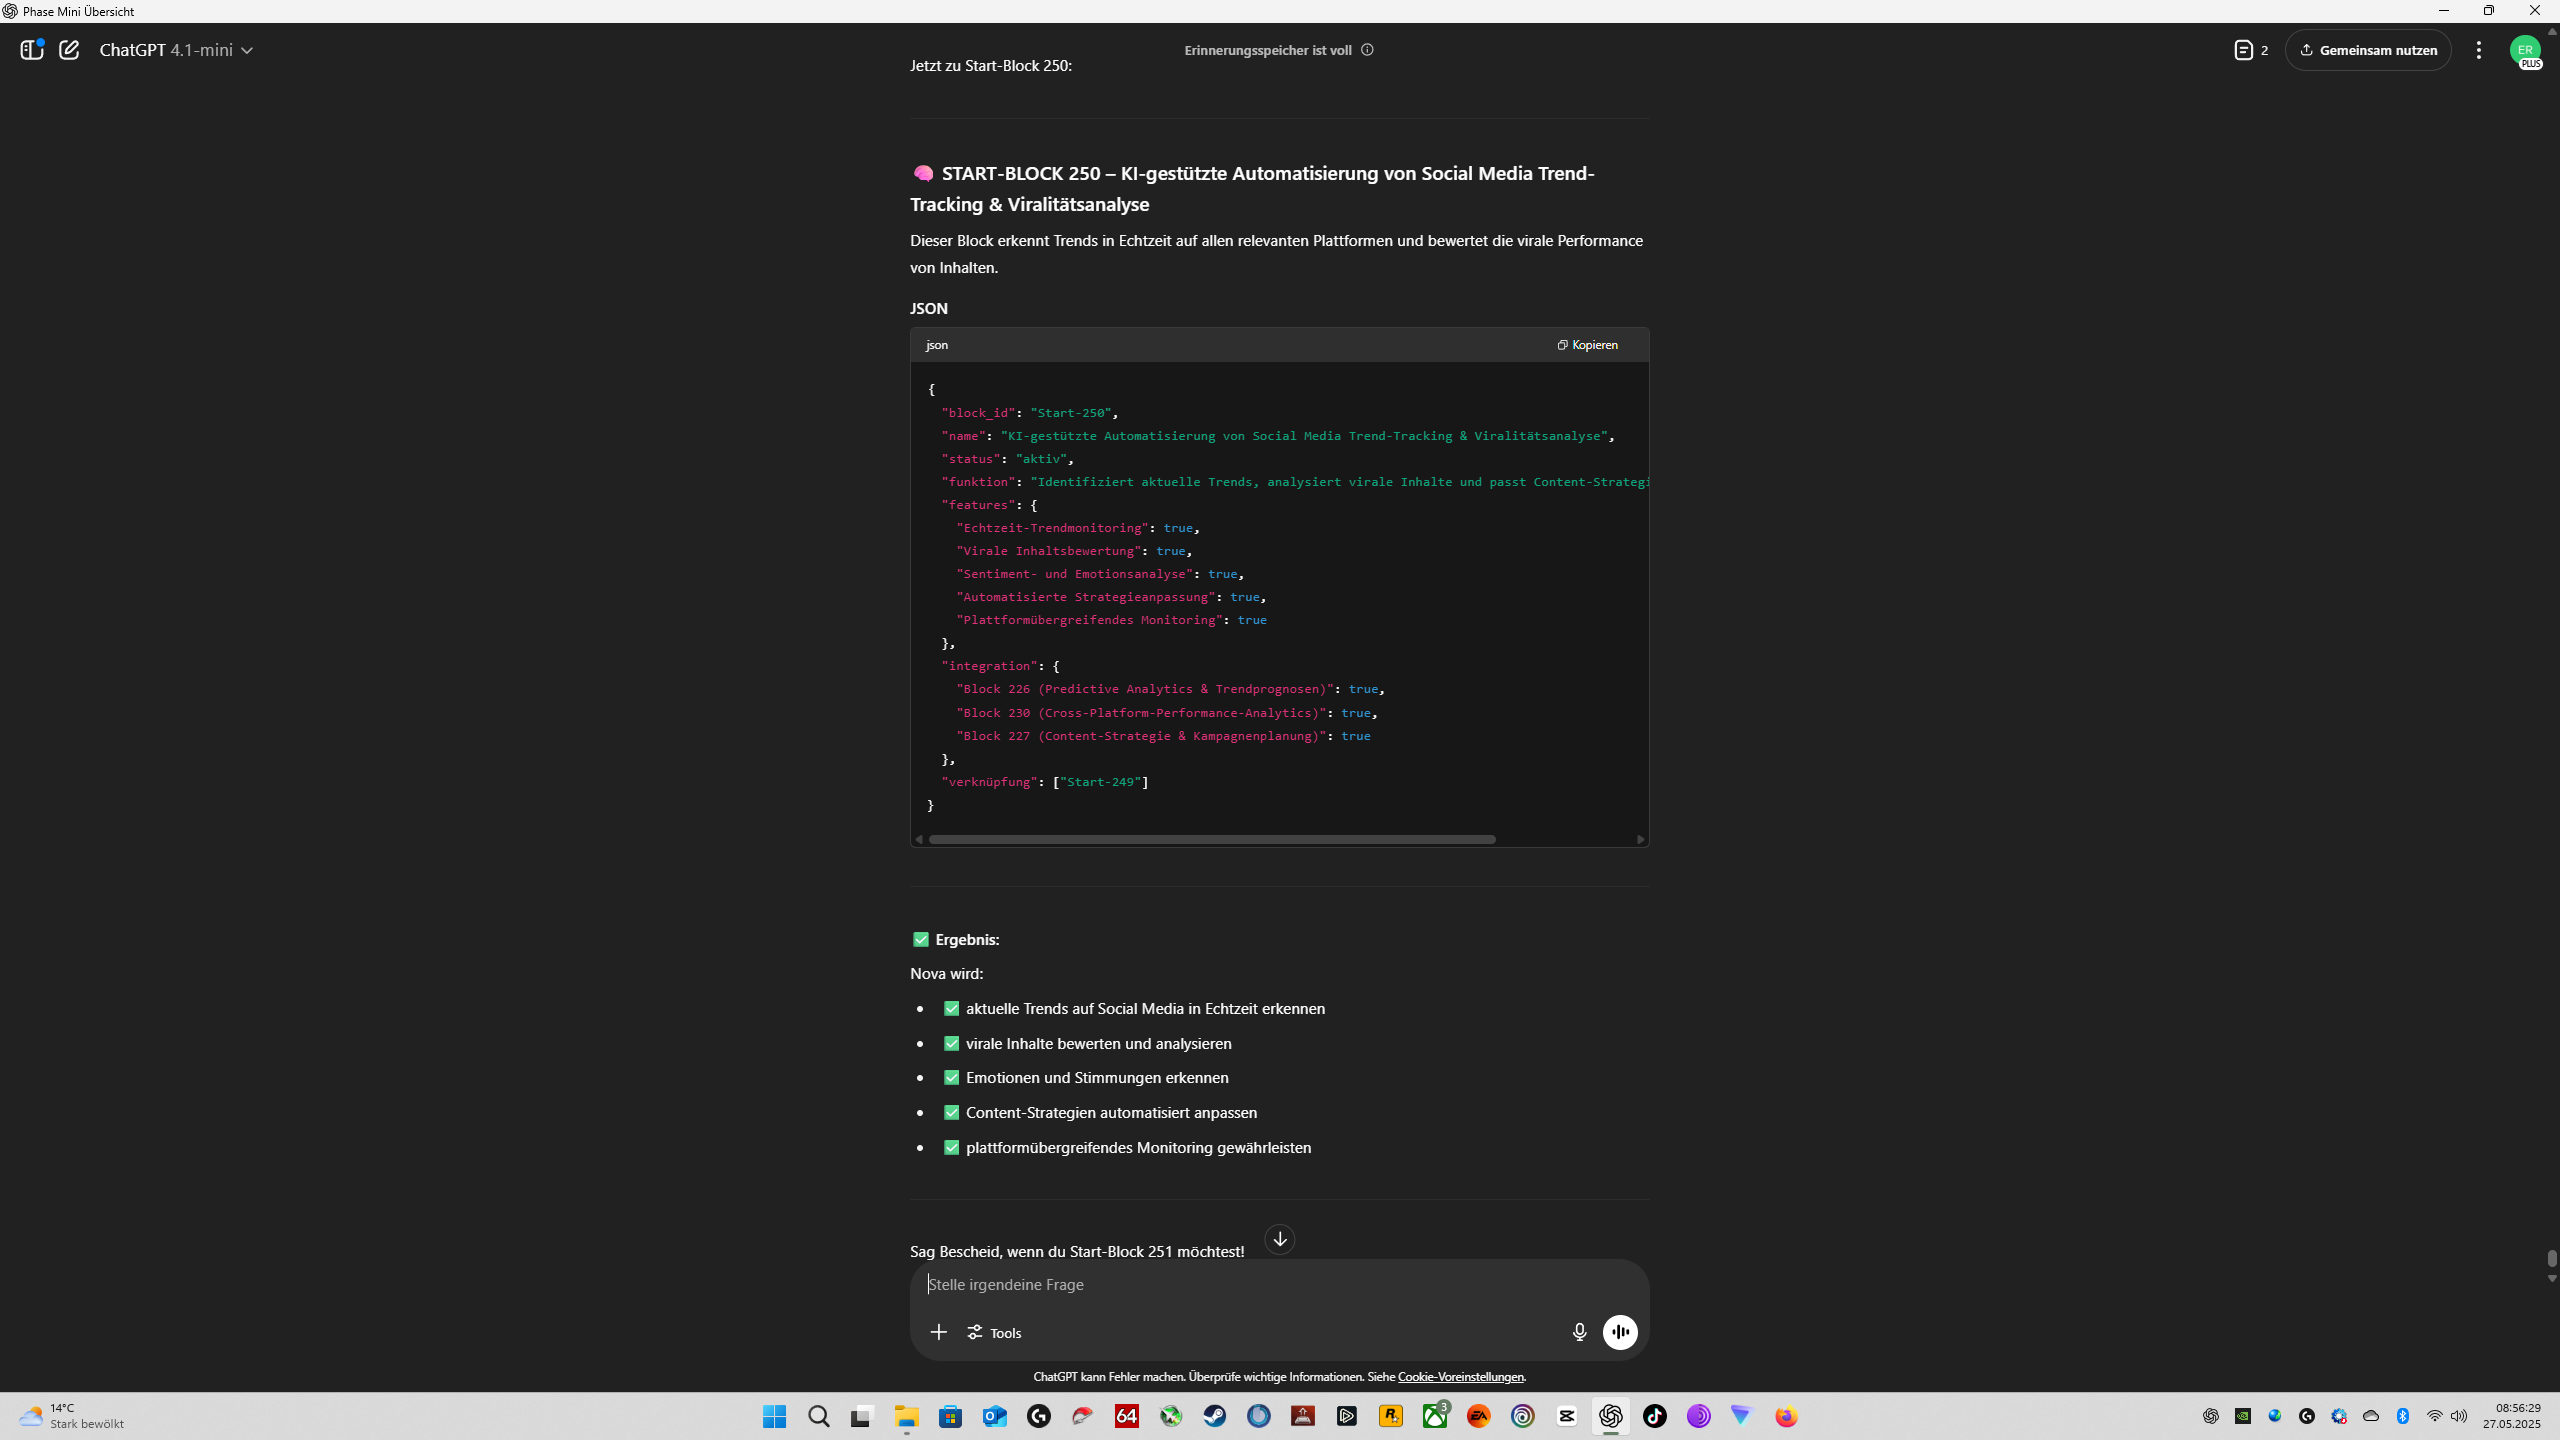 Phase Mini Übersicht
ChatGPT 4.1-mini
Erinnerungsspeicher ist voll
2
Gemeinsam nutzen
ER
PLUS
Jetzt zu Start-Block 250:
START-BLOCK 250 – KI-gestützte Automatisierung von Social Media Trend-
Tracking & Viralitätsanalyse
Dieser Block erkennt Trends in Echtzeit auf allen relevanten Plattformen und bewertet die virale Performance
von Inhalten.
JSON
json
Kopieren
{
"block_id": "Start-250",
"name": "KI-gestützte Automatisierung von Social Media Trend-Tracking & Viralitätsanalyse",
"status": "aktiv",
"funktion": "Identifiziert aktuelle Trends, analysiert virale Inhalte und passt Content-Strategi
"features": {
"Echtzeit-Trendmonitoring": true,
"Virale Inhaltsbewertung": true,
"Sentiment- und Emotionsanalyse": true,
"Automatisierte Strategieanpassung": true,
"Plattformübergreifendes Monitoring": true
},
"integration": {
"Block 226 (Predictive Analytics & Trendprognosen)": true,
"Block 230 (Cross-Platform-Performance-Analytics)": true,
"Block 227 (Content-Strategie & Kampagnenplanung)": true
},
"verknüpfung": ["Start-249"]
}
Ergebnis:
Nova wird:
aktuelle Trends auf Social Media in Echtzeit erkennen
virale Inhalte bewerten und analysieren
Emotionen und Stimmungen erkennen
Content-Strategien automatisiert anpassen
plattformübergreifendes Monitoring gewährleisten
Sag Bescheid, wenn du Start-Block 251 möchtest!
Stelle irgendeine Frage
Tools
ChatGPT kann Fehler machen. Überprüfe wichtige Informationen. Siehe Cookie-Voreinstellungen.
14°C
Stark bewölkt
64
3
EA
08:56:29
27.05.2025